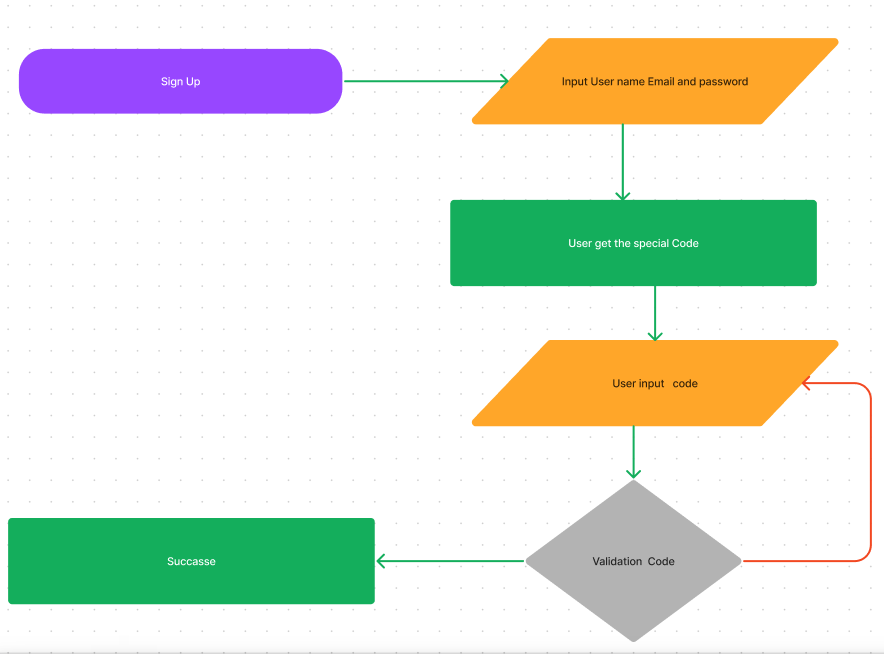 Sign Up
Input User name Email and password
User get the special Code
User input code
Validation Code
Succasse